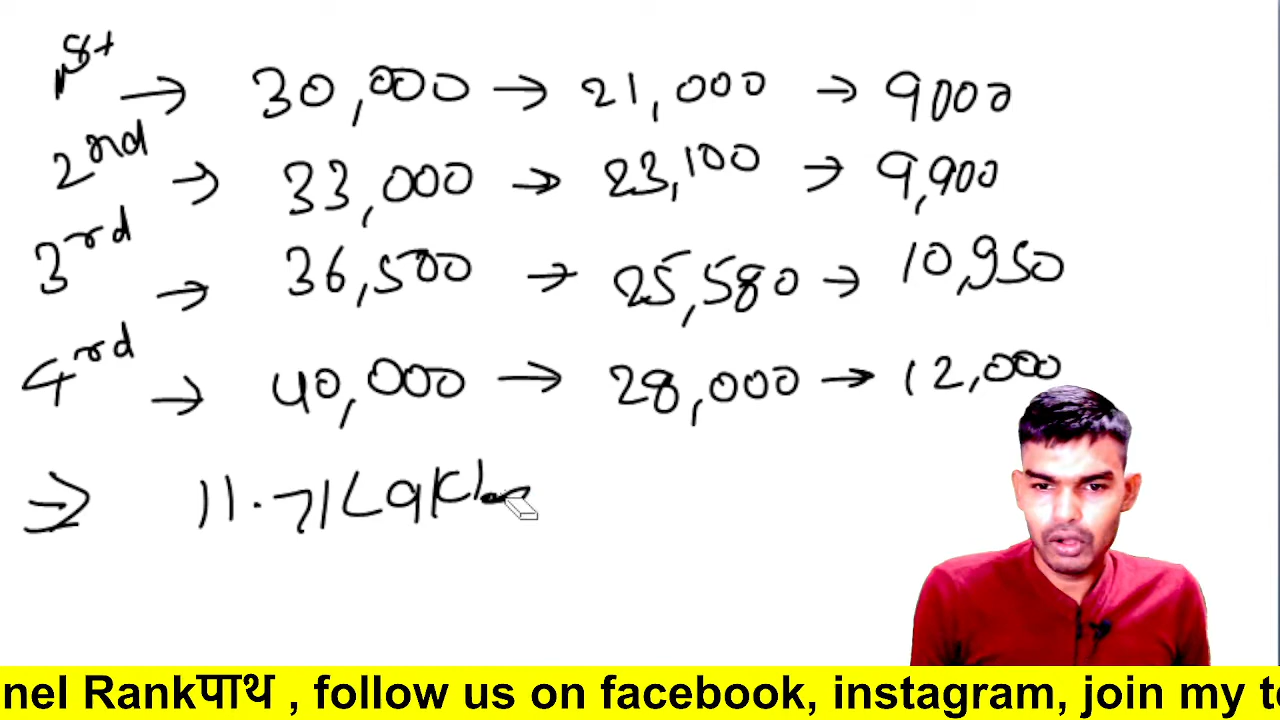 1st → 30,000 → 21,000 → 9000
2nd → 33,000 → 23,100 → 9,900
3rd → 36,500 → 25,580 → 10,950
4rd → 40,000 → 28,000 → 12,000
⇒ 11.71 Lakh
nel Rankपाथ , follow us on facebook, instagram, join my te